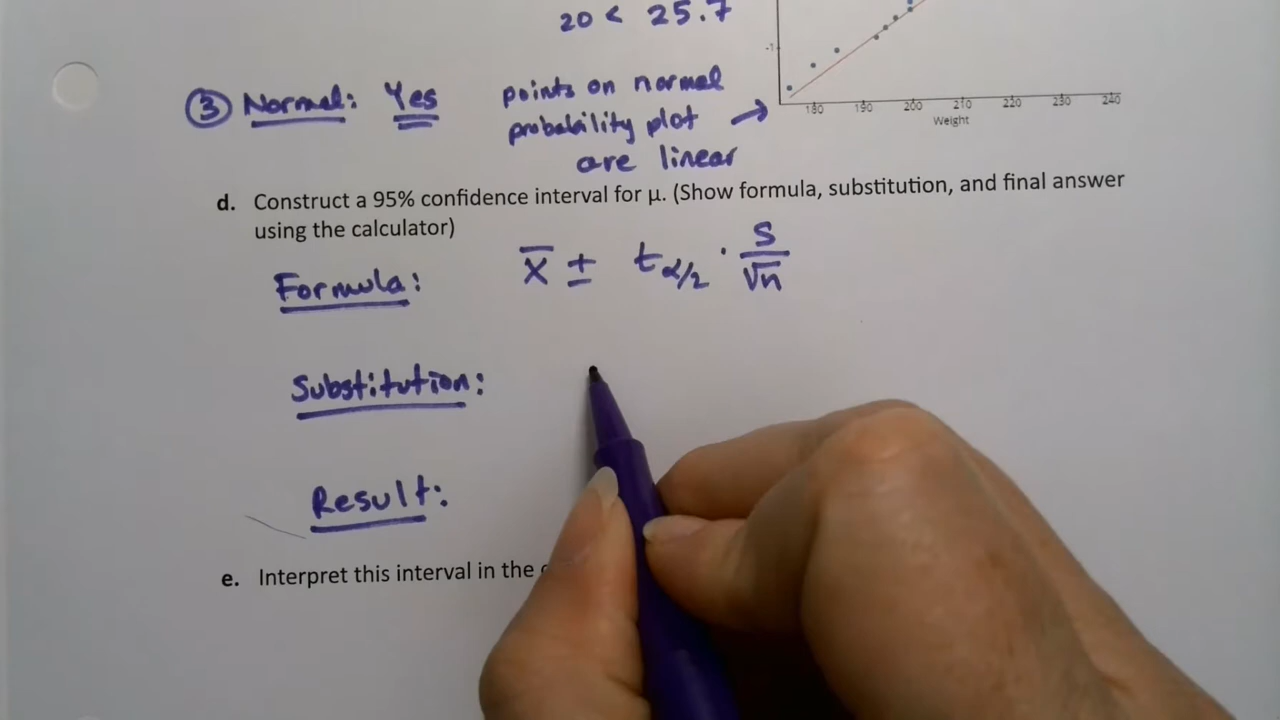 20 < 25.7
-1
180 190 200 210 220 230 240
Weight
③ Normal: Yes
points on normal
probability plot →
are linear
d. Construct a 95% confidence interval for μ. (Show formula, substitution, and final answer
using the calculator)
Formula: x̅ ± t α/2 · s/√n
Substitution:
Result:
e. Interpret this interval in the